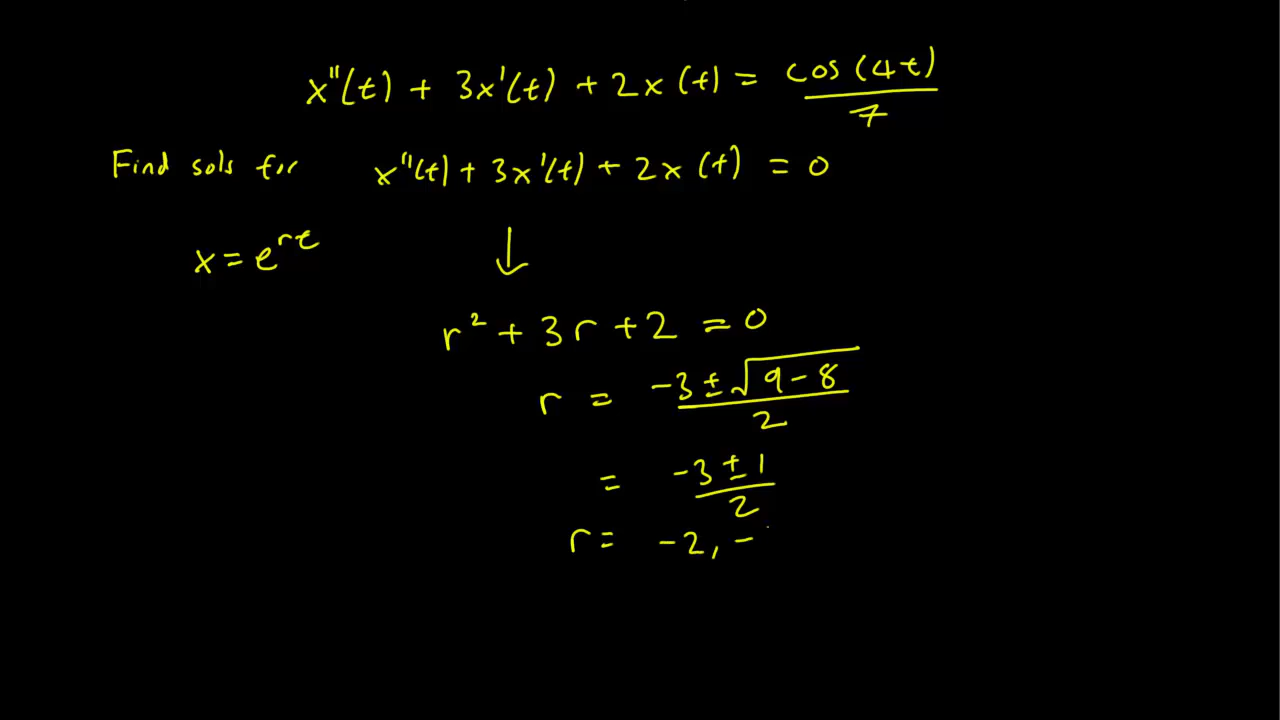 x''(t) + 3x'(t) + 2x(t) = cos(4t)/7
Find sols for x''(t) + 3x'(t) + 2x(t) = 0
x = e^{rt} ↓
r² + 3r + 2 = 0
r = (-3 ± √(9-8))/2
= (-3 ± 1)/2
r = -2, -